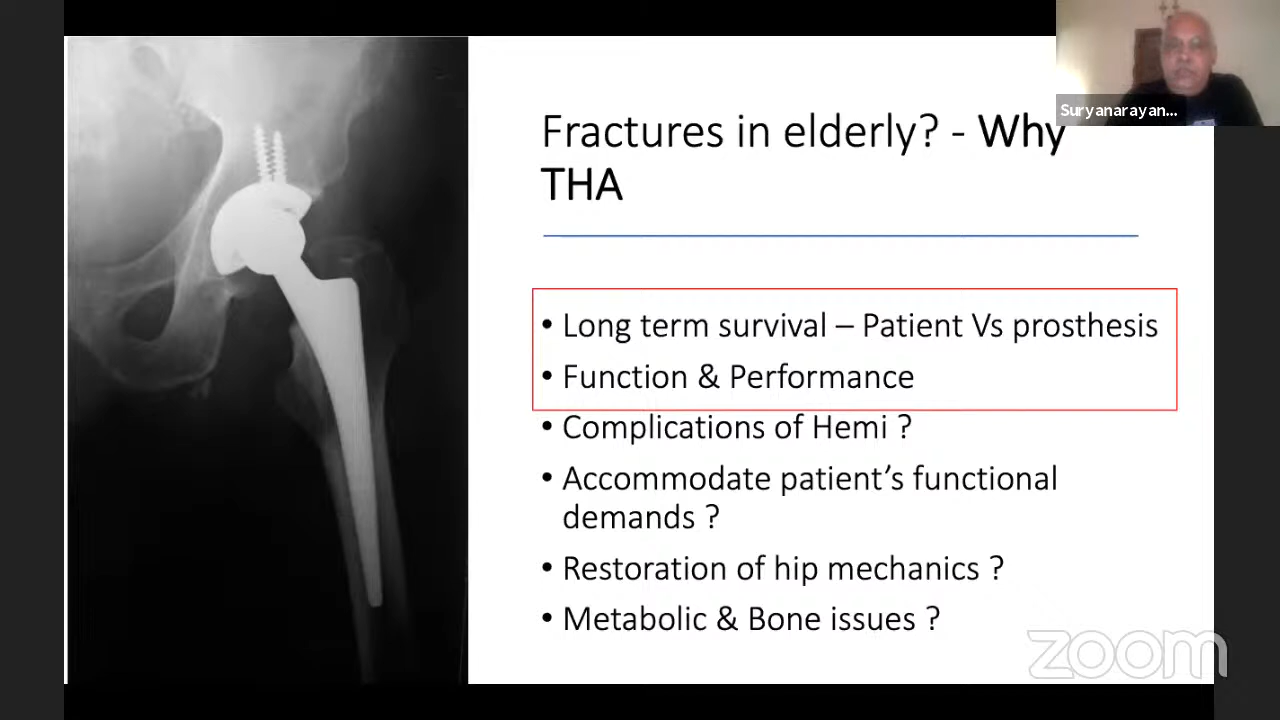 Suryanarayan...
Fractures in elderly? - Why
THA
• Long term survival – Patient Vs prosthesis
• Function & Performance
• Complications of Hemi ?
• Accommodate patient’s functional
demands ?
• Restoration of hip mechanics ?
• Metabolic & Bone issues ?
zoom